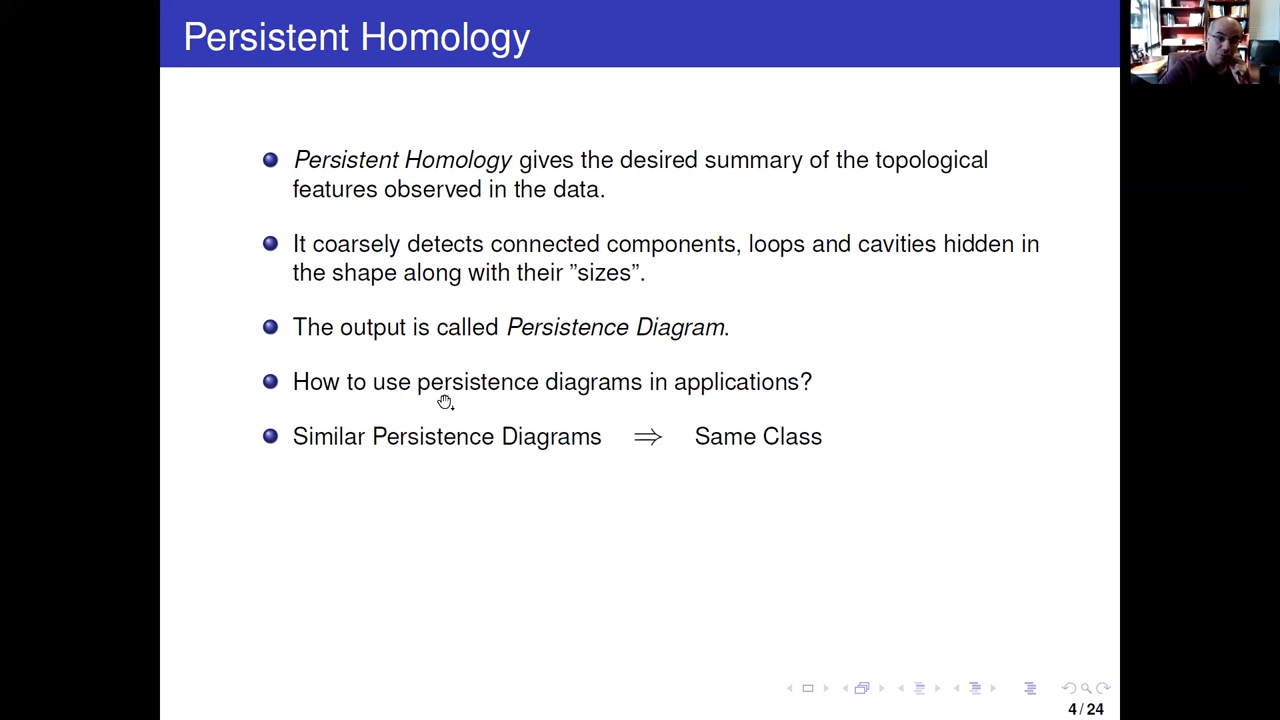 Persistent Homology
Persistent Homology gives the desired summary of the topological
features observed in the data.
It coarsely detects connected components, loops and cavities hidden in
the shape along with their ”sizes”.
The output is called Persistence Diagram.
How to use persistence diagrams in applications?
Similar Persistence Diagrams ⇒ Same Class
4 / 24